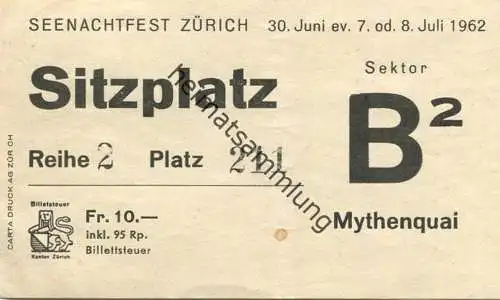 SEENACHTFEST ZÜRICH 30. Juni ev. 7. od. 8. Juli 1962
Sitzplatz
Sektor
B²
Reihe 2 Platz 211
Mythenquai
Billetsteuer
Kanton Zürich
Fr. 10.—
inkl. 95 Rp.
Billettsteuer
CARTA DRUCK AG ZÜRICH
heimatsammlung